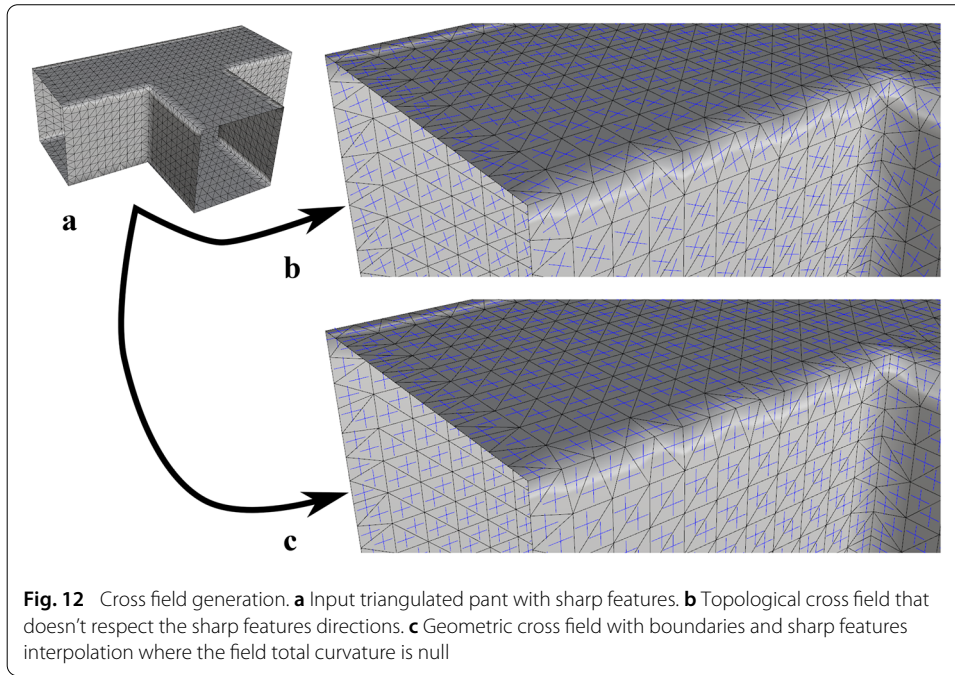 a
b
c
Fig. 12 Cross field generation. a Input triangulated pant with sharp features. b Topological cross field that
doesn't respect the sharp features directions. c Geometric cross field with boundaries and sharp features
interpolation where the field total curvature is null